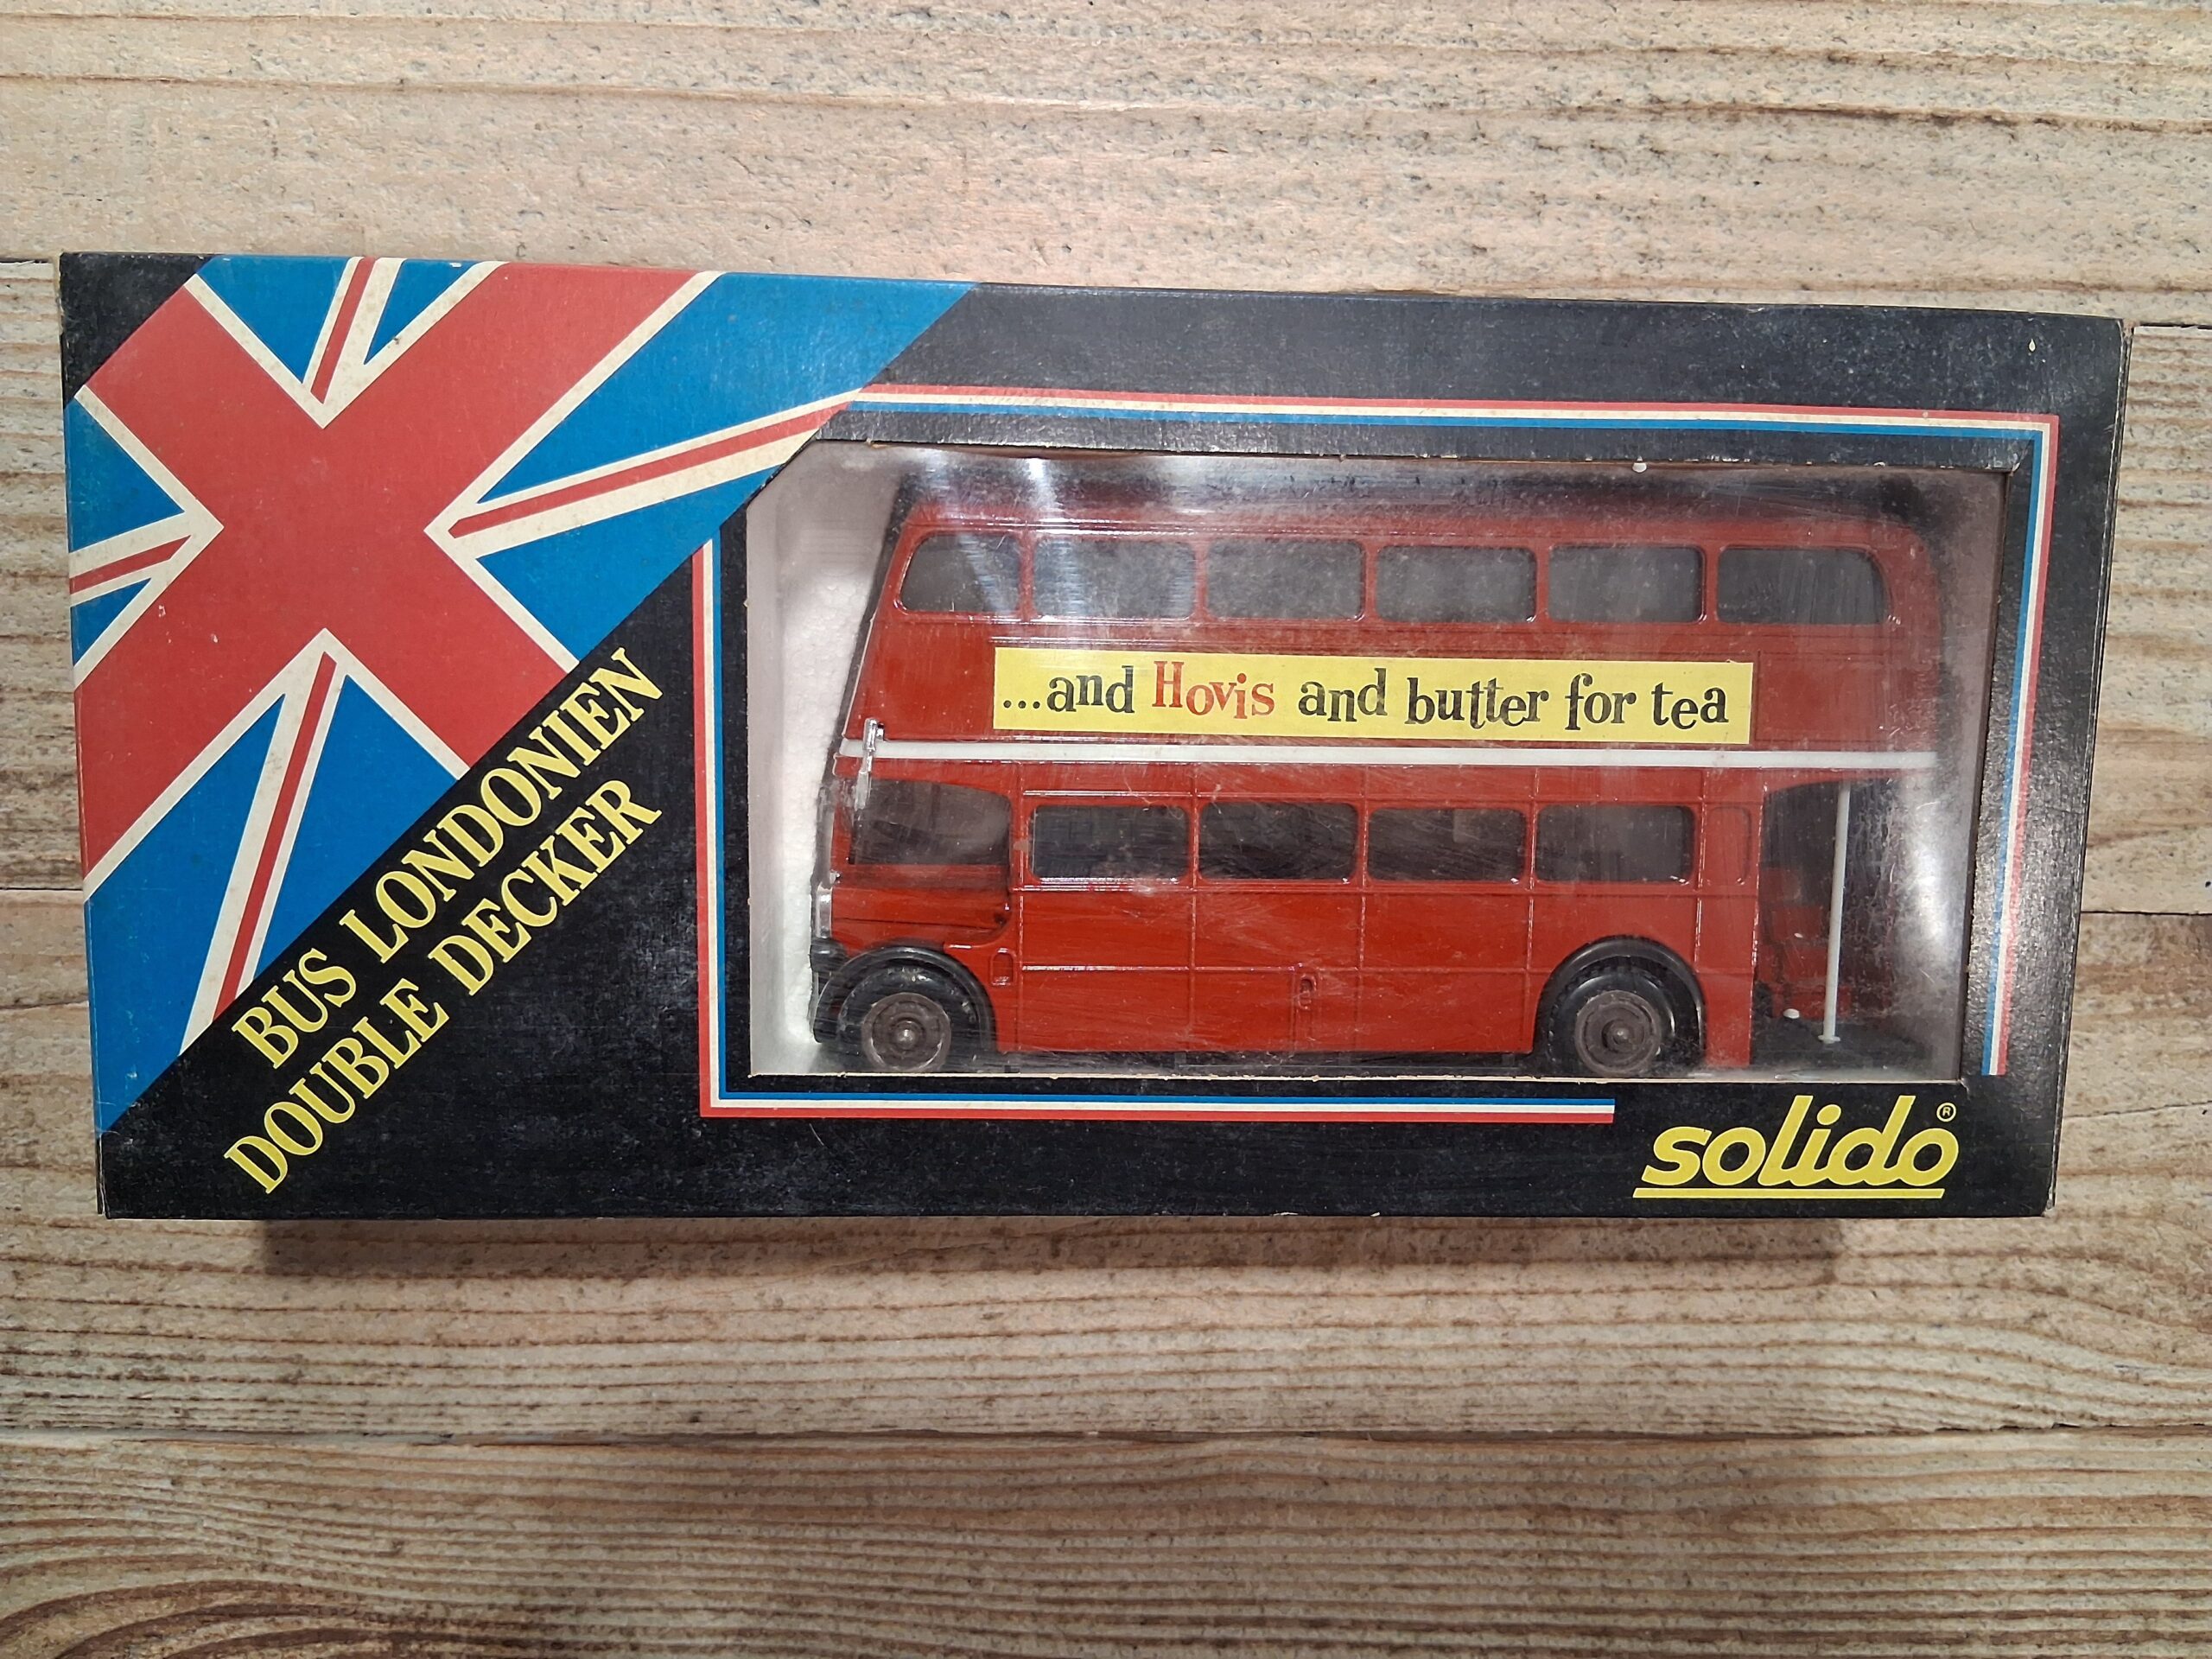 ...and Hovis and butter for tea
BUS LONDONIEN
DOUBLE DECKER
solido®